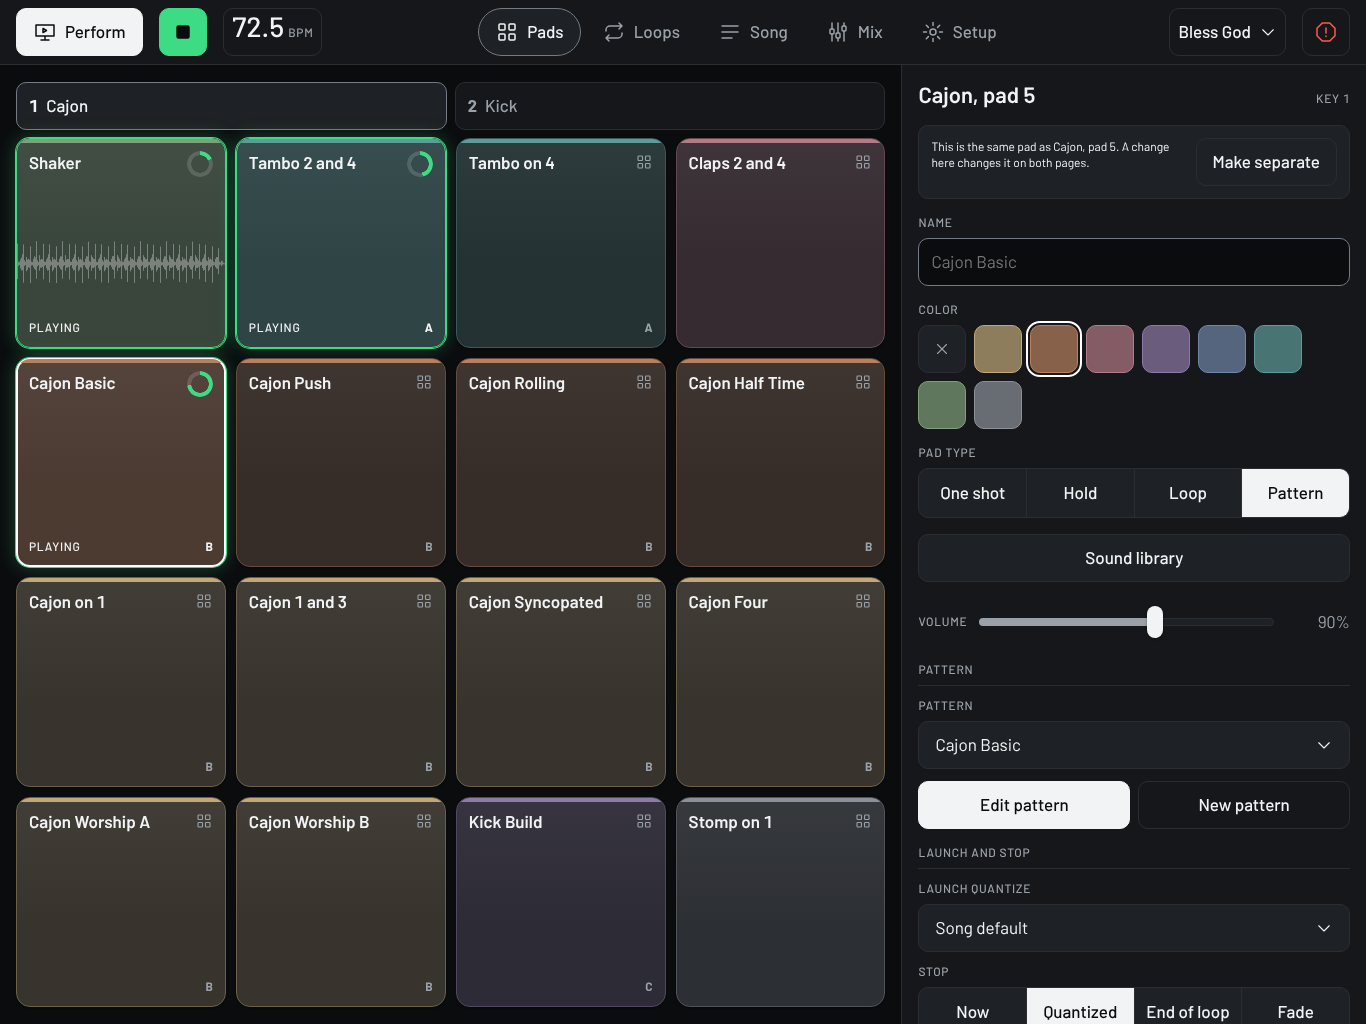 Perform
72.5 BPM
Pads
Loops
Song
Mix
Setup
Bless God
1 Cajon
2 Kick
Shaker
PLAYING
Tambo 2 and 4
PLAYING
A
Tambo on 4
A
Claps 2 and 4
Cajon Basic
PLAYING
B
Cajon Push
B
Cajon Rolling
B
Cajon Half Time
B
Cajon on 1
B
Cajon 1 and 3
B
Cajon Syncopated
B
Cajon Four
B
Cajon Worship A
B
Cajon Worship B
B
Kick Build
C
Stomp on 1
Cajon, pad 5
KEY 1
This is the same pad as Cajon, pad 5. A change
here changes it on both pages.
Make separate
NAME
Cajon Basic
COLOR
PAD TYPE
One shot
Hold
Loop
Pattern
Sound library
VOLUME
90%
PATTERN
PATTERN
Cajon Basic
Edit pattern
New pattern
LAUNCH AND STOP
LAUNCH QUANTIZE
Song default
STOP
Now
Quantized
End of loop
Fade